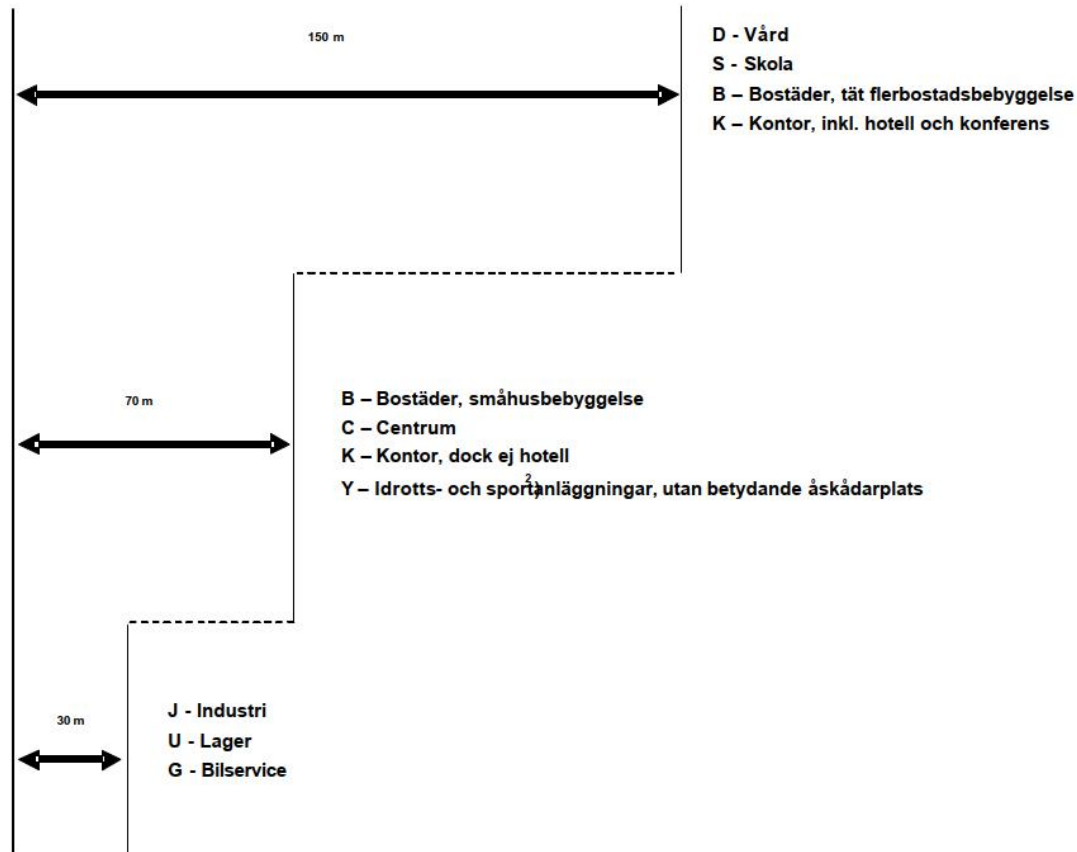 150 m
D - Vård
S - Skola
B – Bostäder, tät flerbostadsbebyggelse
K – Kontor, inkl. hotell och konferens
70 m
B – Bostäder, småhusbebyggelse
C – Centrum
K – Kontor, dock ej hotell
Y – Idrotts- och sportanläggningar, utan betydande åskådarplats
2)
30 m
J - Industri
U - Lager
G - Bilservice